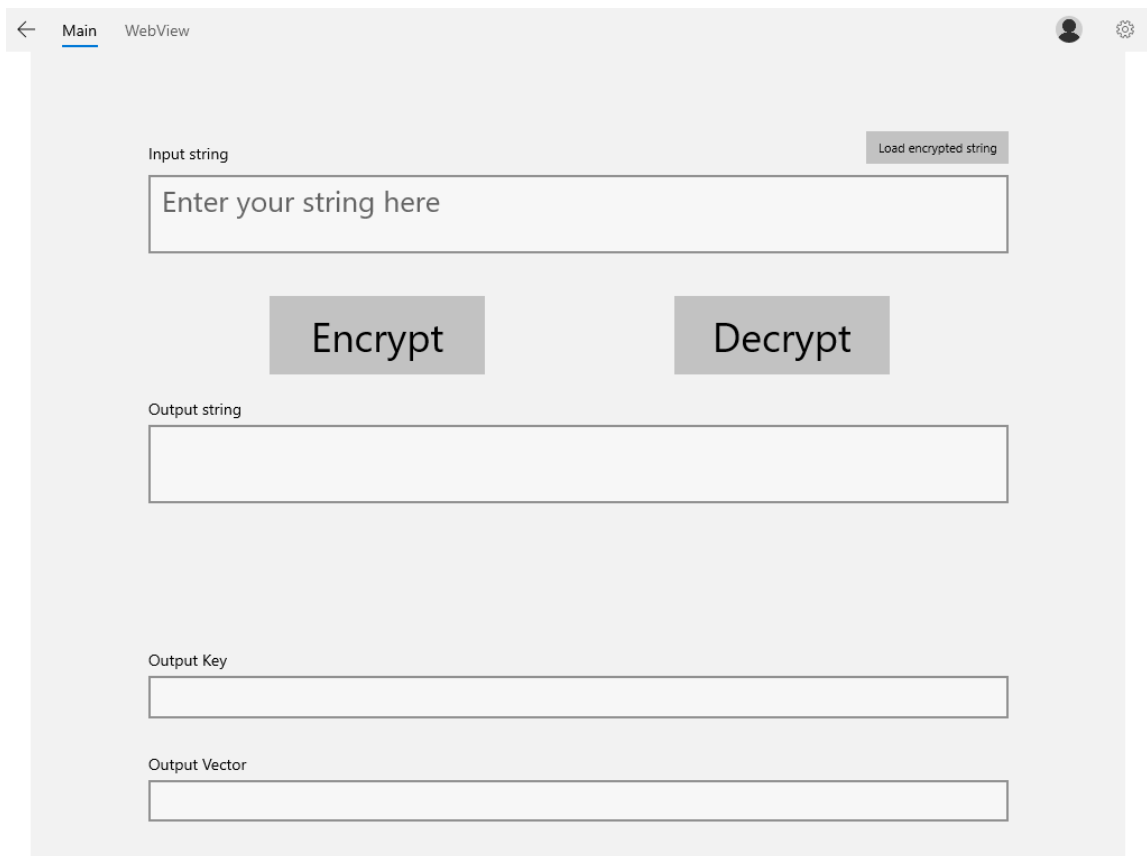 Main WebView
Input string
Load encrypted string
Enter your string here
Encrypt Decrypt
Output string
Output Key
Output Vector